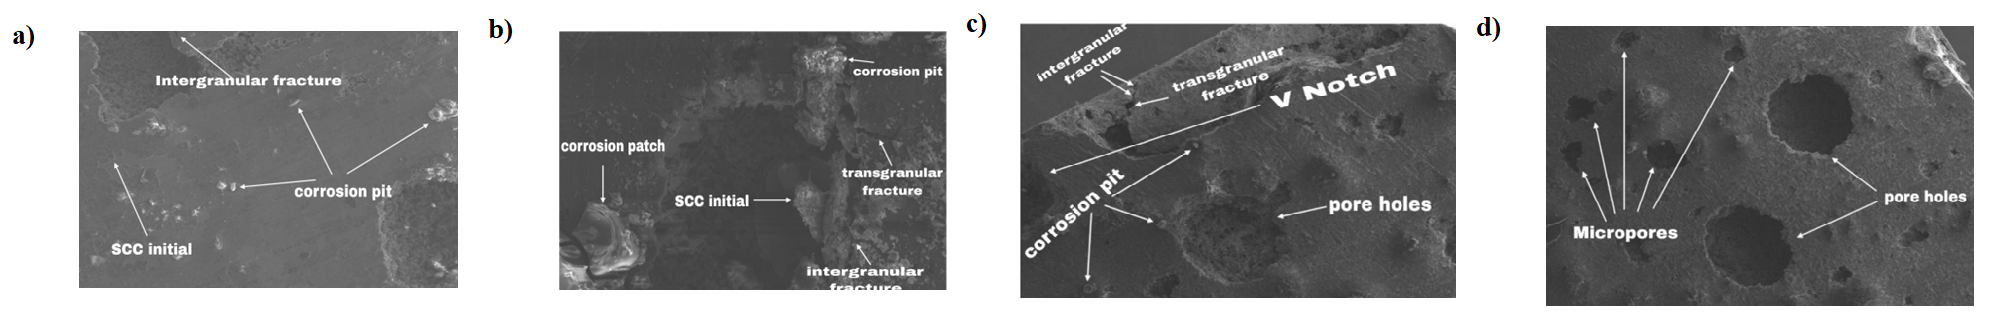 a)
Intergranular fracture
corrosion pit
SCC initial
b)
corrosion pit
corrosion patch
transgranular
fracture
SCC initial
intergranular
fracture
c)
intergranular
fracture
transgranular
fracture
V Notch
corrosion pit
pore holes
d)
pore holes
Micropores